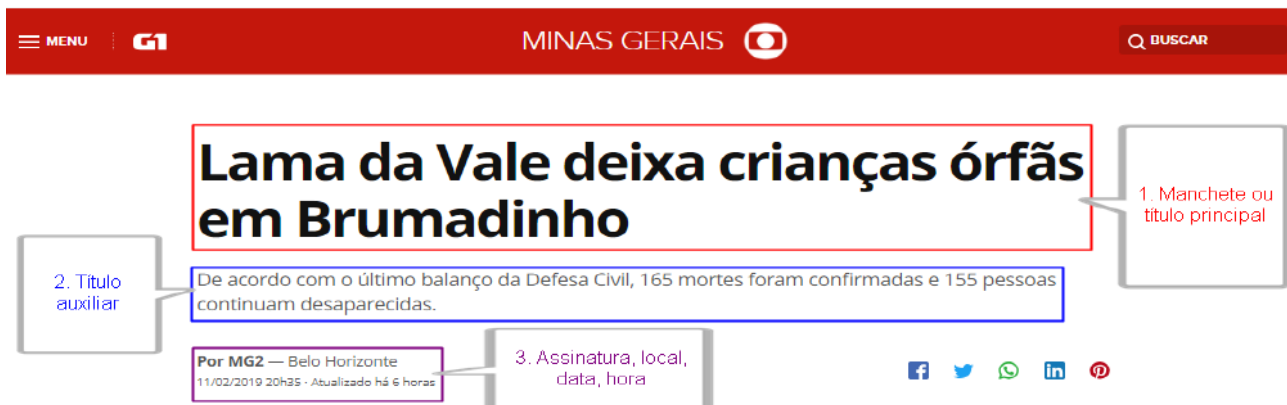 MENU
G1
MINAS GERAIS
BUSCAR
Lama da Vale deixa crianças órfãs
em Brumadinho
1. Manchete ou
título principal
2. Título
auxiliar
De acordo com o último balanço da Defesa Civil, 165 mortes foram confirmadas e 155 pessoas
continuam desaparecidas.
Por MG2 — Belo Horizonte
11/02/2019 20h35 · Atualizado há 6 horas
3. Assinatura, local,
data, hora